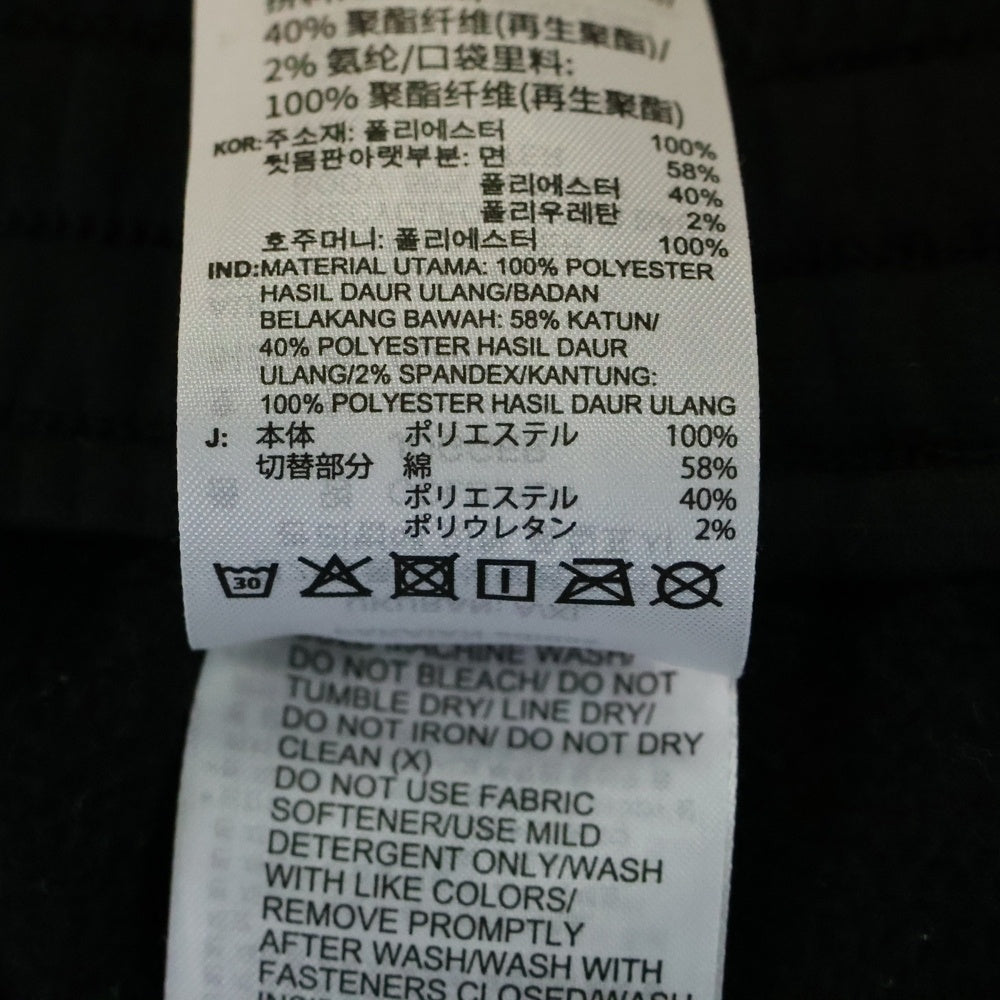 40% 聚酯纤维(再生聚酯)/
2% 氨纶/口袋里料:
100% 聚酯纤维(再生聚酯)
KOR:주소재: 폴리에스터 100%
뒷몸판아랫부분: 면 58%
폴리에스터 40%
폴리우레탄 2%
호주머니: 폴리에스터 100%
IND:MATERIAL UTAMA: 100% POLYESTER
HASIL DAUR ULANG/BADAN
BELAKANG BAWAH: 58% KATUN/
40% POLYESTER HASIL DAUR
ULANG/2% SPANDEX/KANTUNG:
100% POLYESTER HASIL DAUR ULANG
J: 本体 ポリエステル 100%
切替部分 綿 58%
ポリエステル 40%
ポリウレタン 2%
30
MACHINE WASH/
DO NOT BLEACH/ DO NOT
TUMBLE DRY/ LINE DRY/
DO NOT IRON/ DO NOT DRY
CLEAN (X)
DO NOT USE FABRIC
SOFTENER/USE MILD
DETERGENT ONLY/WASH
WITH LIKE COLORS/
REMOVE PROMPTLY
AFTER WASH/WASH WITH
FASTENERS CLOSED/WASH